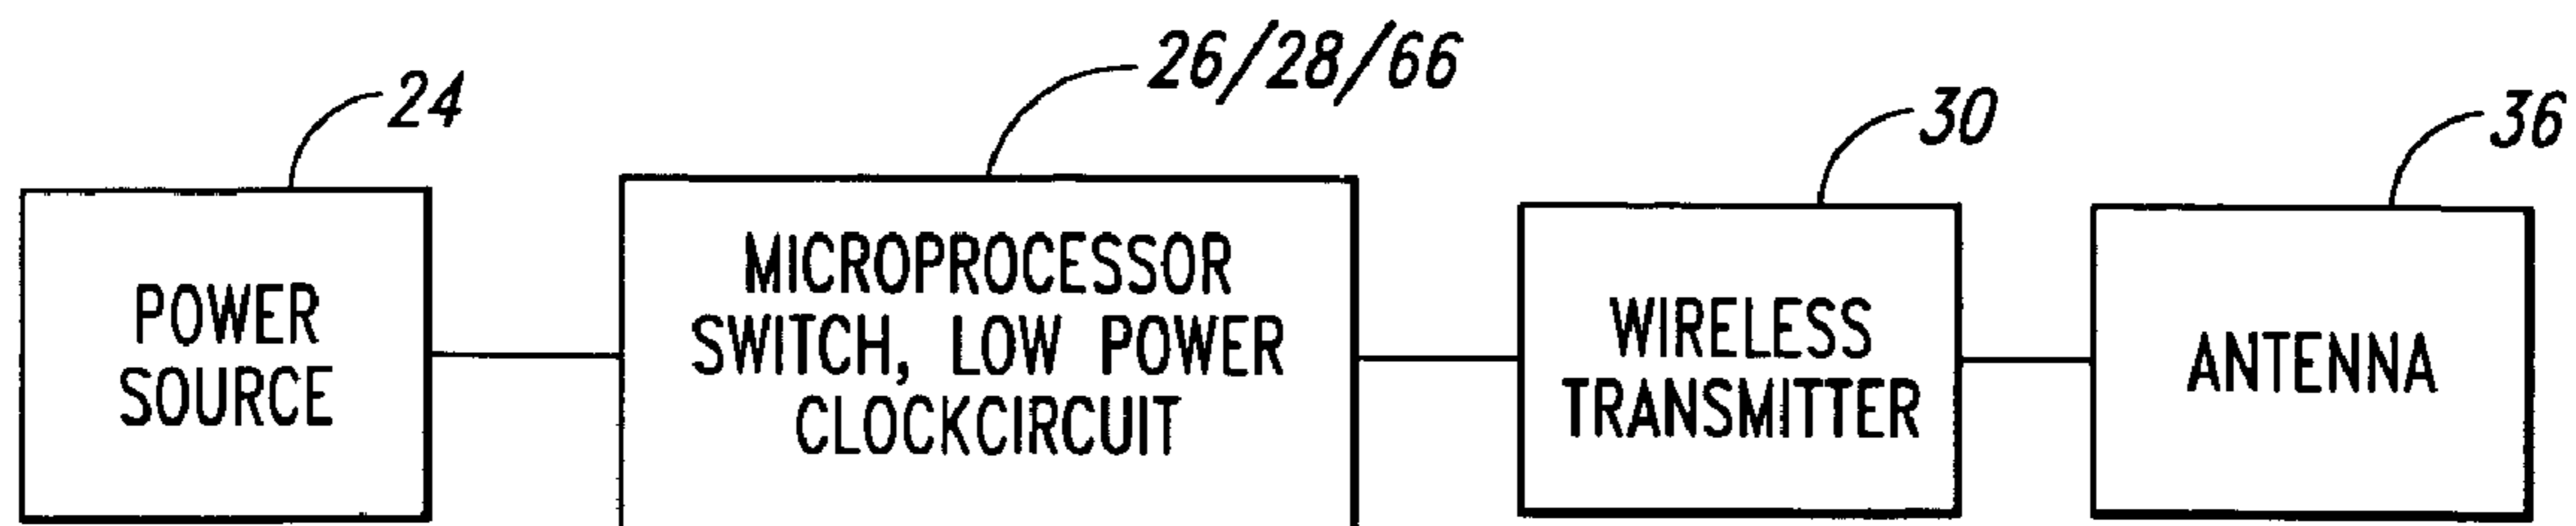 24
26/28/66
30
36
POWER
SOURCE
MICROPROCESSOR
SWITCH, LOW POWER
CLOCKCIRCUIT
WIRELESS
TRANSMITTER
ANTENNA